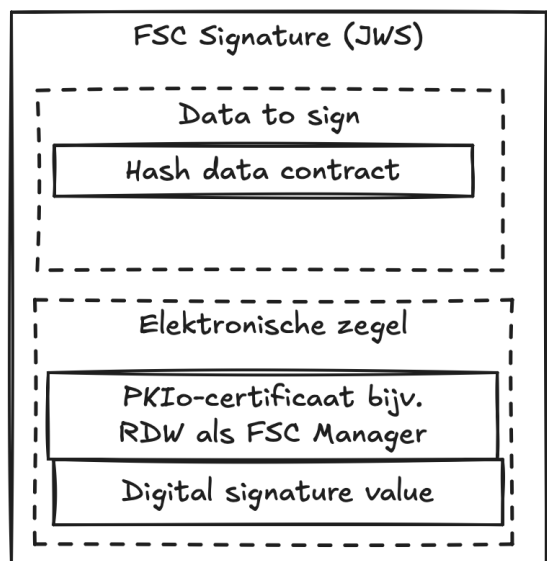 FSC Signature (JWS)
Data to sign
Hash data contract
Elektronische zegel
PKIo-certificaat bijv.
RDW als FSC Manager
Digital signature value